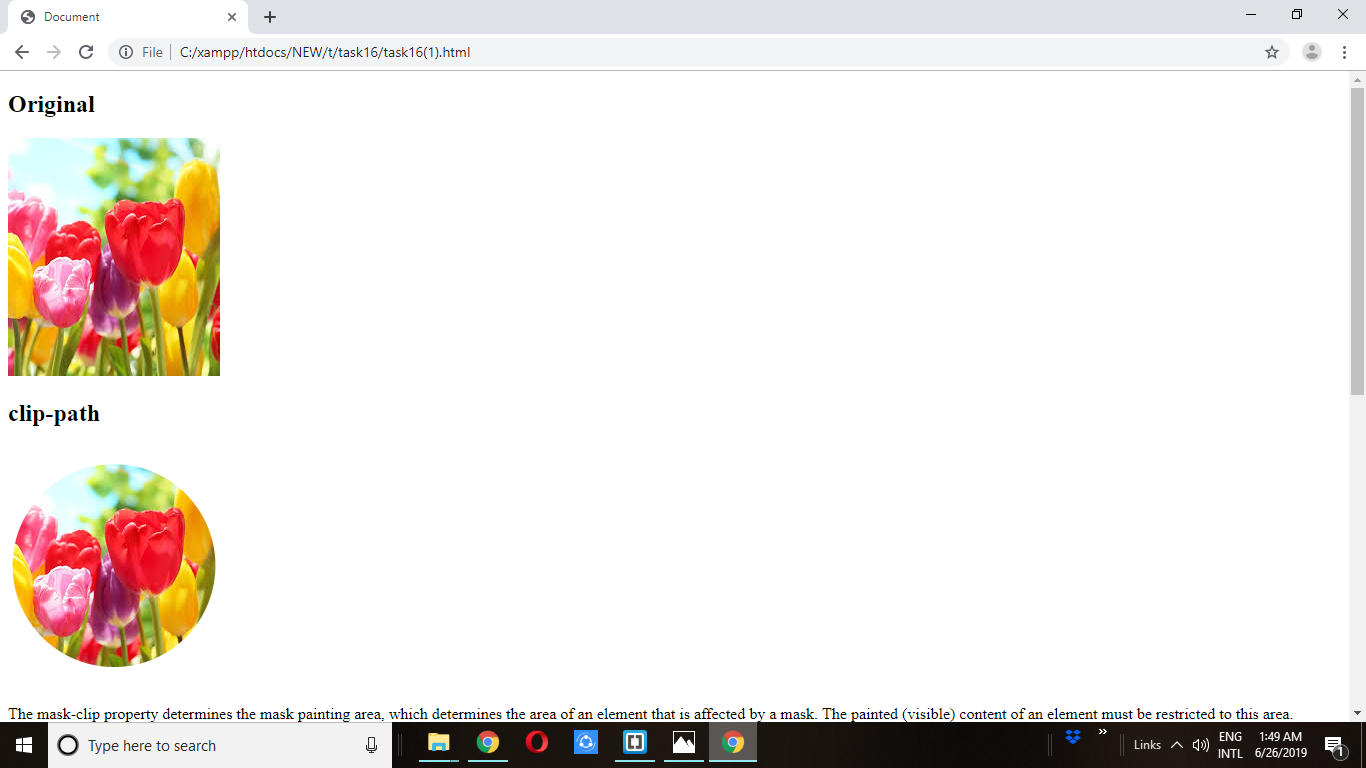 Document
File
C:/xampp/htdocs/NEW/t/task16/task16(1).html
Original
clip-path
The mask-clip property determines the mask painting area, which determines the area of an element that is affected by a mask. The painted (visible) content of an element must be restricted to this area.
Type here to search
Links
ENG
INTL
1:49 AM
6/26/2019
1